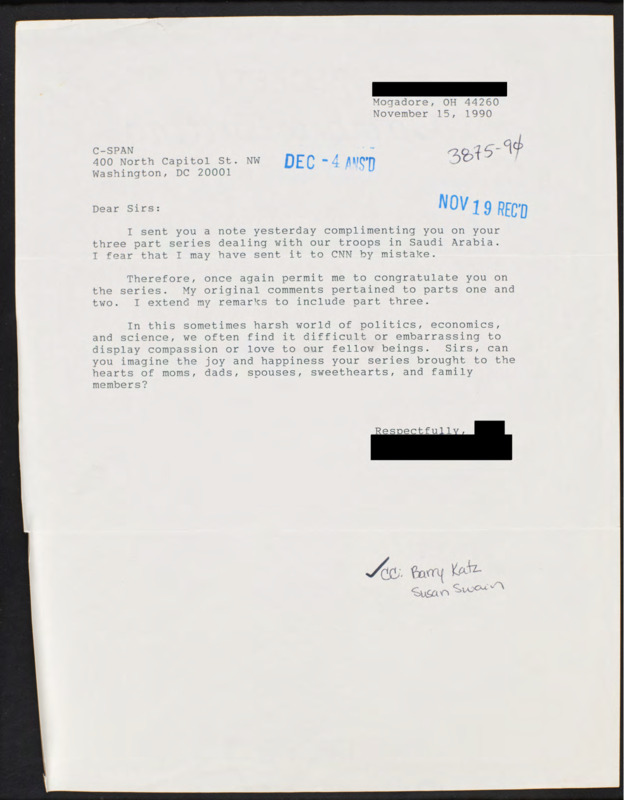 Mogadore, OH 44260
November 15, 1990
3875-90
C-SPAN
400 North Capitol St. NW
Washington, DC 20001
DEC -4 ANS'D
NOV 19 REC'D
Dear Sirs:
I sent you a note yesterday complimenting you on your
three part series dealing with our troops in Saudi Arabia.
I fear that I may have sent it to CNN by mistake.
Therefore, once again permit me to congratulate you on
the series. My original comments pertained to parts one and
two. I extend my remarks to include part three.
In this sometimes harsh world of politics, economics,
and science, we often find it difficult or embarrassing to
display compassion or love to our fellow beings. Sirs, can
you imagine the joy and happiness your series brought to the
hearts of moms, dads, spouses, sweethearts, and family
members?
Respectfully,
✓cc: Barry Katz
Susan Swain